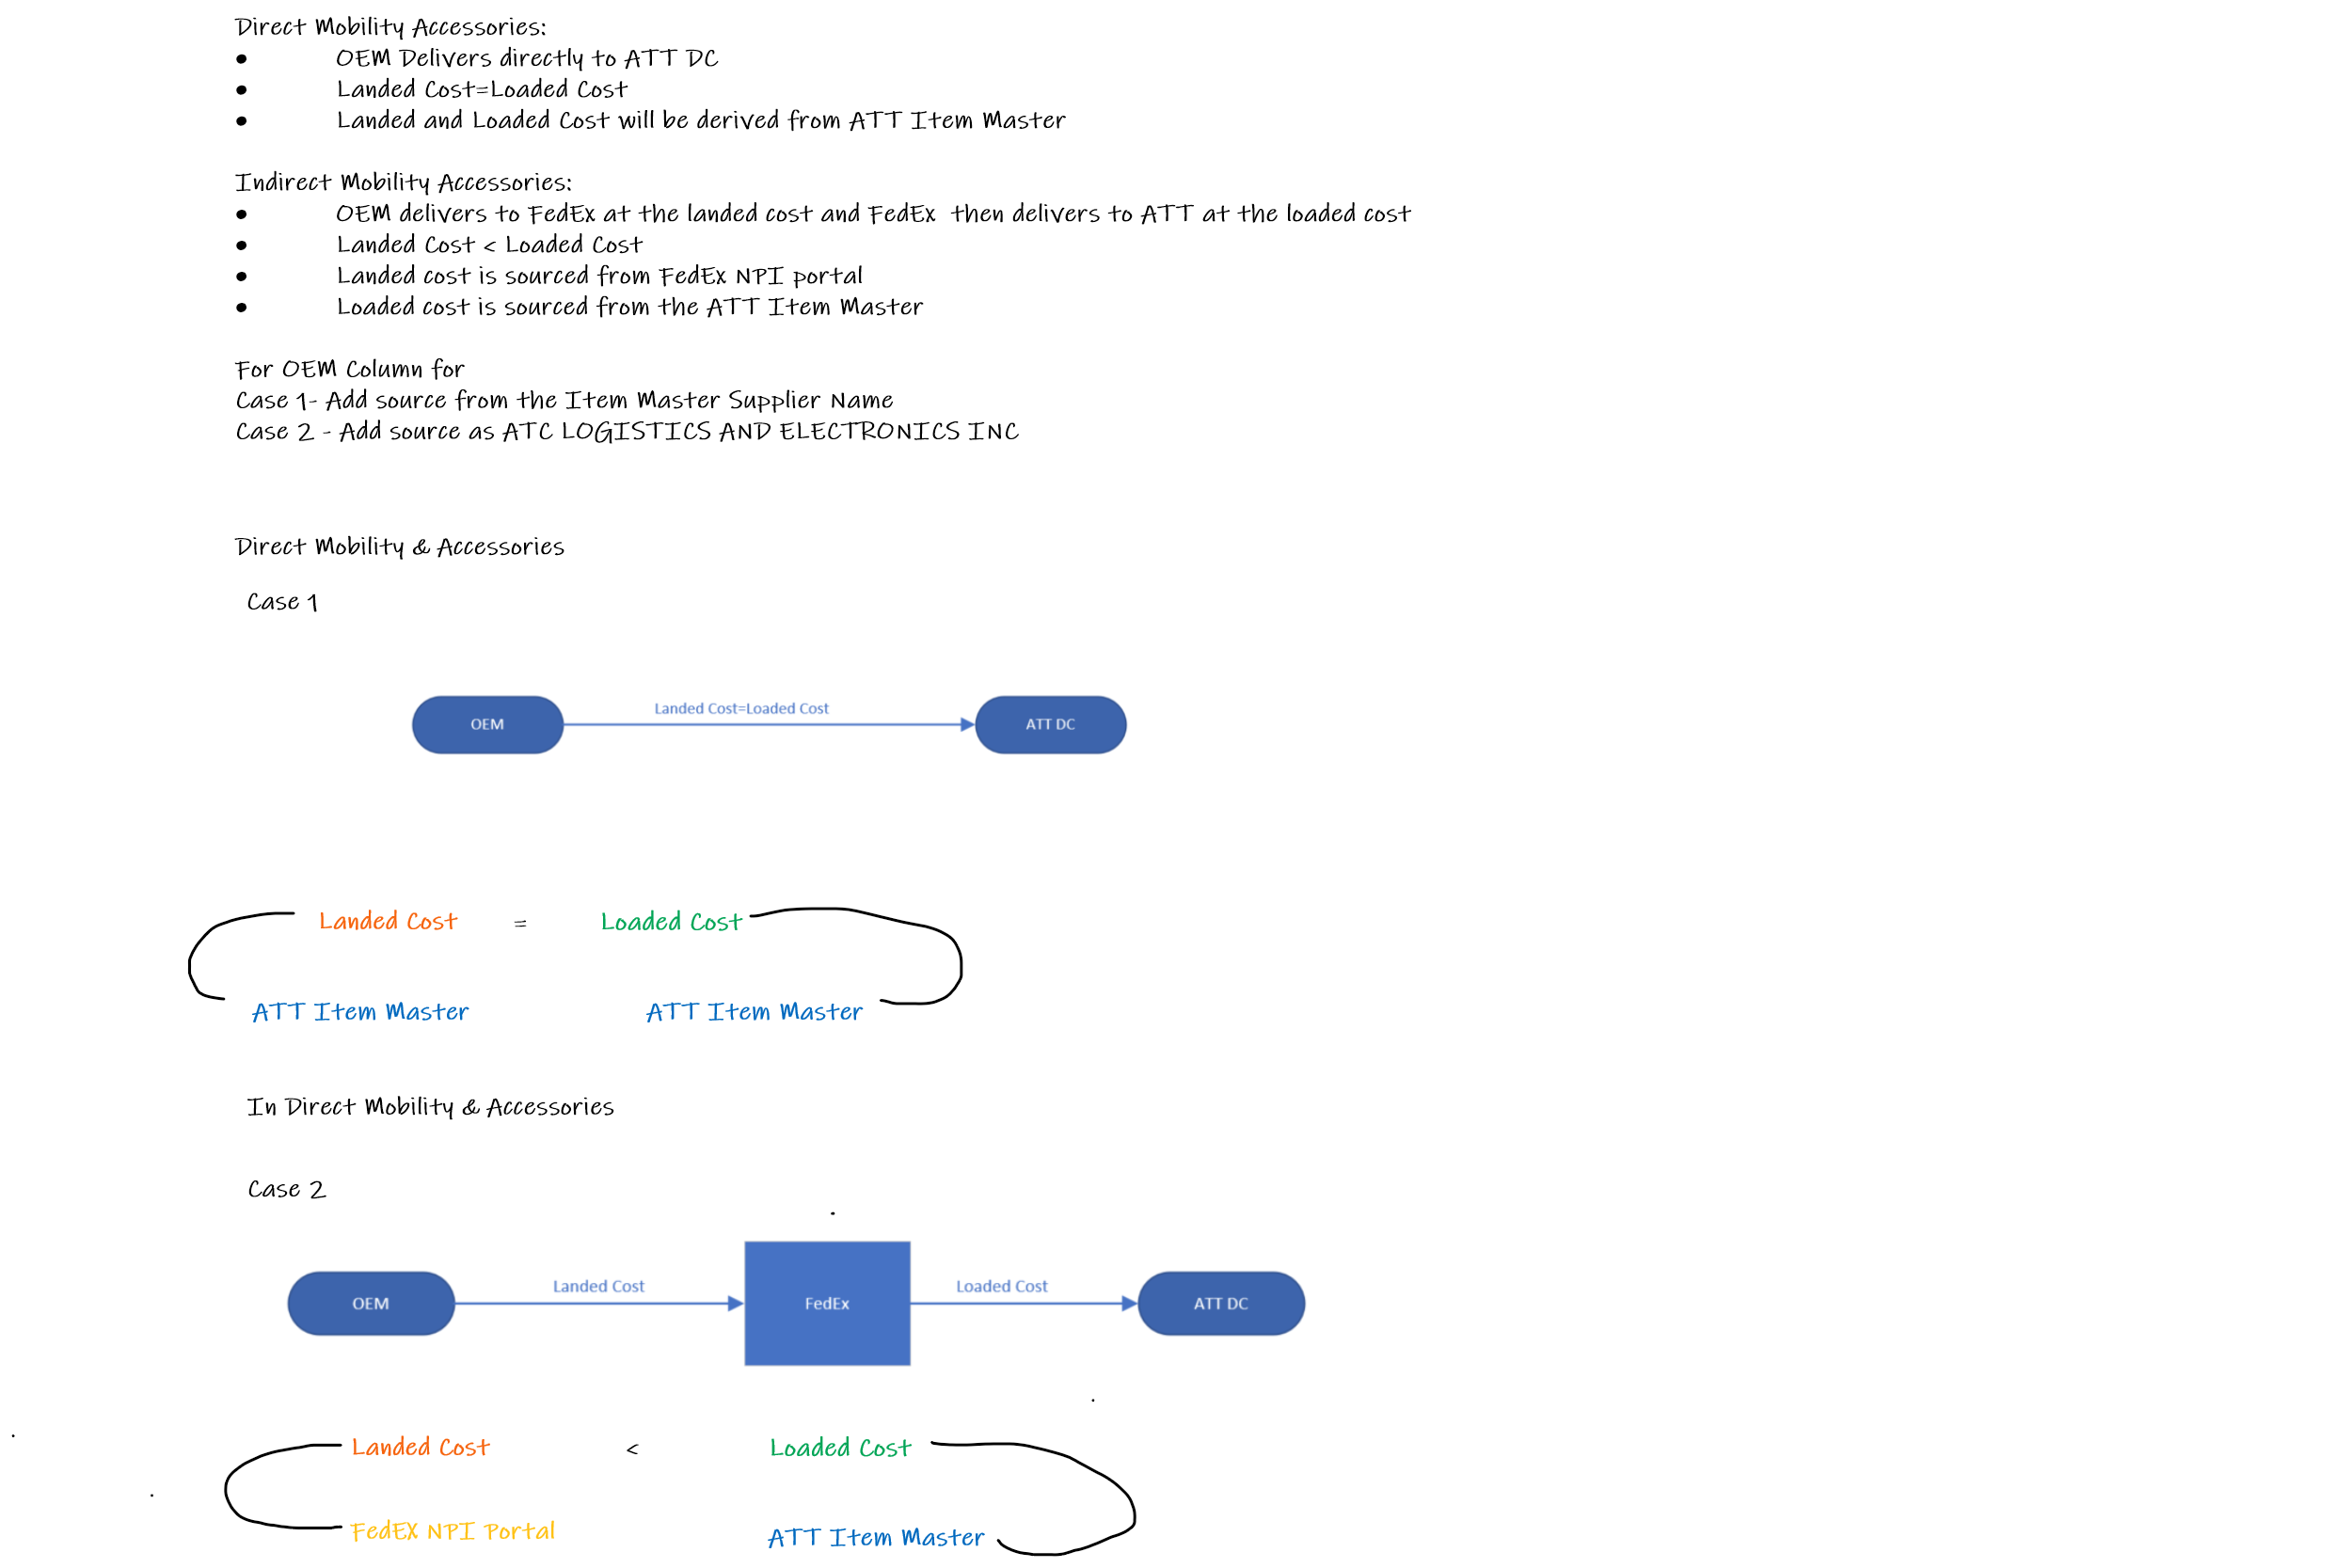 Direct Mobility Accessories:
• OEM Delivers directly to ATT DC
• Landed Cost=Loaded Cost
• Landed and Loaded Cost will be derived from ATT Item Master
Indirect Mobility Accessories:
• OEM delivers to FedEx at the landed cost and FedEx then delivers to ATT at the loaded cost
• Landed Cost < Loaded Cost
• Landed cost is sourced from FedEx NPI portal
• Loaded cost is sourced from the ATT Item Master
For OEM Column for
Case 1- Add source from the Item Master Supplier Name
Case 2 - Add source as ATC LOGISTICS AND ELECTRONICS INC
Direct Mobility & Accessories
Case 1
Landed Cost=Loaded Cost
OEM ATT DC
Landed Cost = Loaded Cost
ATT Item Master ATT Item Master
In Direct Mobility & Accessories
Case 2
Landed Cost Loaded Cost
OEM FedEx ATT DC
Landed Cost < Loaded Cost
FedEX NPI Portal ATT Item Master